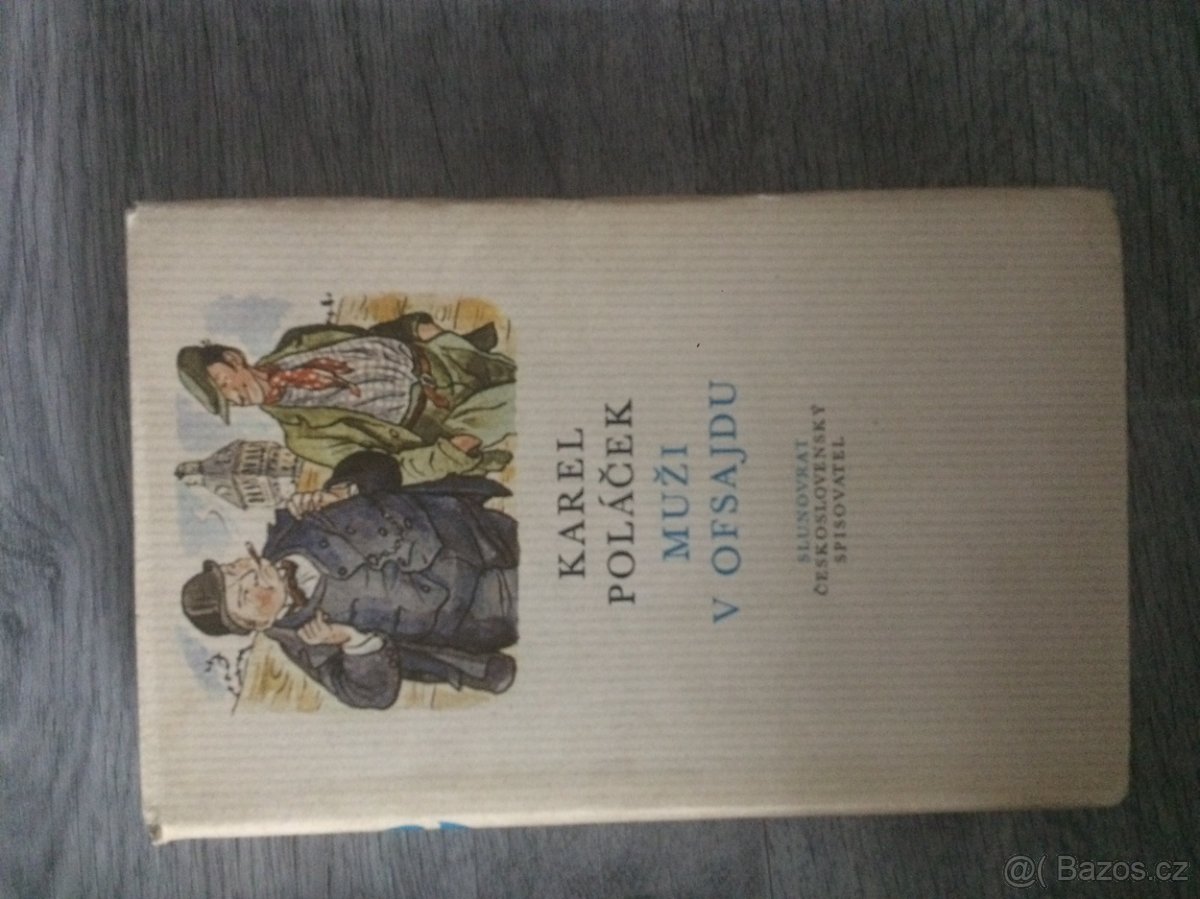 KAREL
POLÁČEK
MUŽI
V OFSAJDU
SLUNOVRAT
ČESKOSLOVENSKÝ
SPISOVATEL
@( Bazos.cz